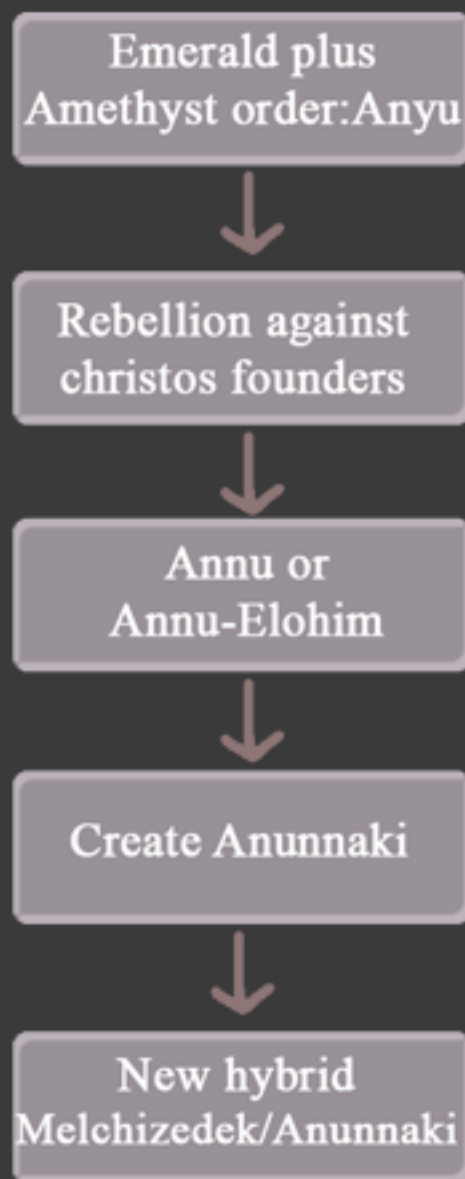 Emerald plus
Amethyst order:Anyu
Rebellion against
christos founders
Annu or
Annu-Elohim
Create Anunnaki
New hybrid
Melchizedek/Anunnaki